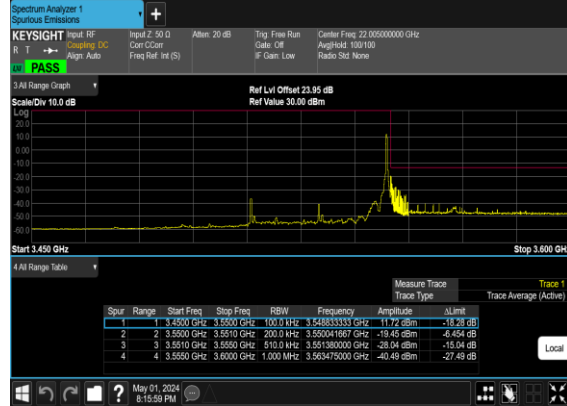 Spectrum Analyzer 1
Spurious Emissions
KEYSIGHT Input: RF Input Z: 50 Ω Atten: 20 dB Trig: Free Run Center Freq: 22.005000000 GHz
R T Coupling: DC Corr CCorr Gate: Off Avg|Hold: 100/100
Align: Auto Freq Ref: Int (S) IF Gain: Low Radio Std: None
PASS
3 All Range Graph
Ref Lvl Offset 23.95 dB
Scale/Div 10.0 dB Ref Value 30.00 dBm
Log
20.0
10.0
0.00
-10.0
-20.0
-30.0
-40.0
-50.0
-60.0
Start 3.450 GHz Stop 3.600 GHz
4 All Range Table
Measure Trace Trace 1
Trace Type Trace Average (Active)
Spur Range Start Freq Stop Freq RBW Frequency Amplitude ΔLimit
1 1 3.4500 GHz 3.5500 GHz 100.0 kHz 3.548833333 GHz 11.72 dBm -18.28 dB
2 2 3.5500 GHz 3.5510 GHz 200.0 kHz 3.550041667 GHz -19.45 dBm -6.454 dB
3 3 3.5510 GHz 3.5550 GHz 510.0 kHz 3.551380000 GHz -28.04 dBm -15.04 dB
4 4 3.5550 GHz 3.6000 GHz 1.000 MHz 3.563475000 GHz -40.49 dBm -27.49 dB
Local
May 01, 2024
8:15:59 PM